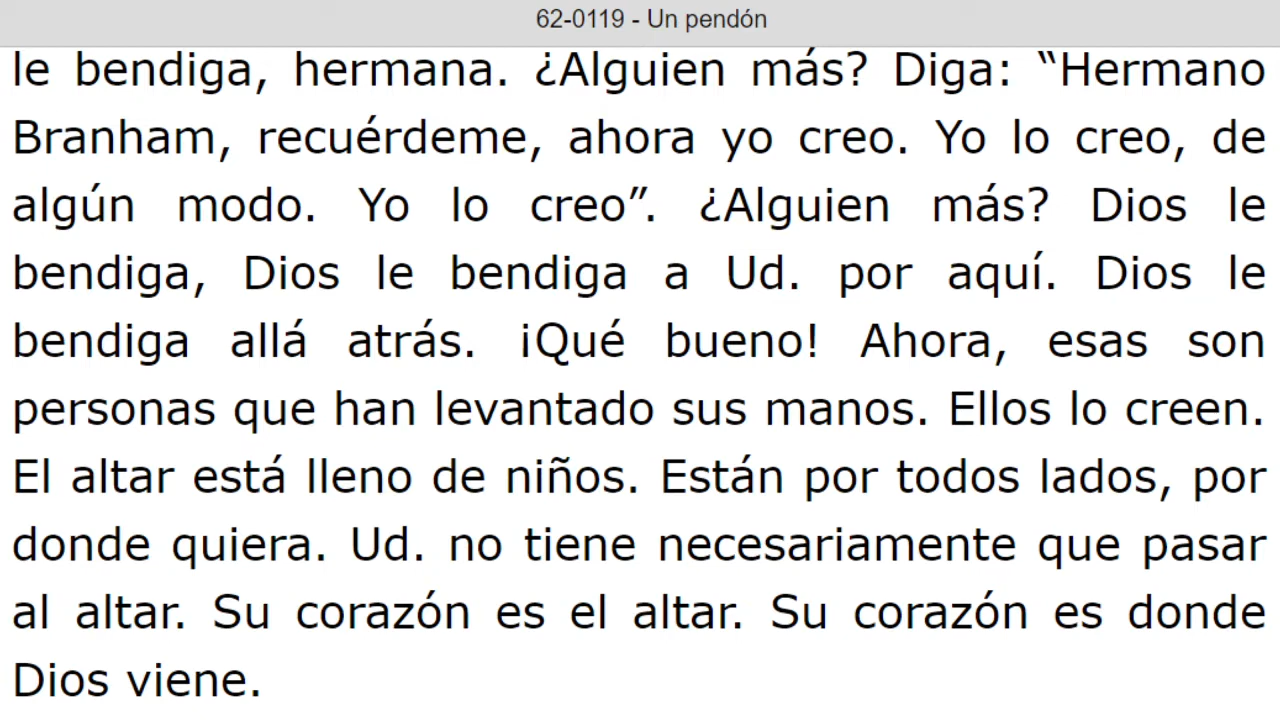 62-0119 - Un pendón
le bendiga, hermana. ¿Alguien más? Diga: “Hermano
Branham, recuérdeme, ahora yo creo. Yo lo creo, de
algún modo. Yo lo creo”. ¿Alguien más? Dios le
bendiga, Dios le bendiga a Ud. por aquí. Dios le
bendiga allá atrás. ¡Qué bueno! Ahora, esas son
personas que han levantado sus manos. Ellos lo creen.
El altar está lleno de niños. Están por todos lados, por
donde quiera. Ud. no tiene necesariamente que pasar
al altar. Su corazón es el altar. Su corazón es donde
Dios viene.